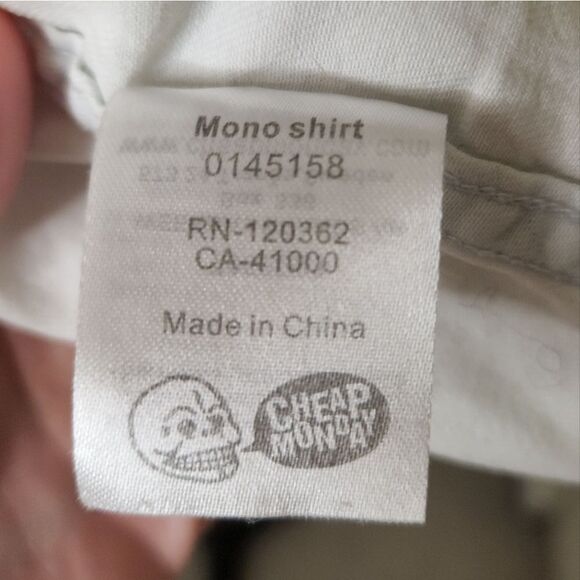 Mono shirt
0145158
RN-120362
CA-41000
Made in China
CHEAP
MONDAY